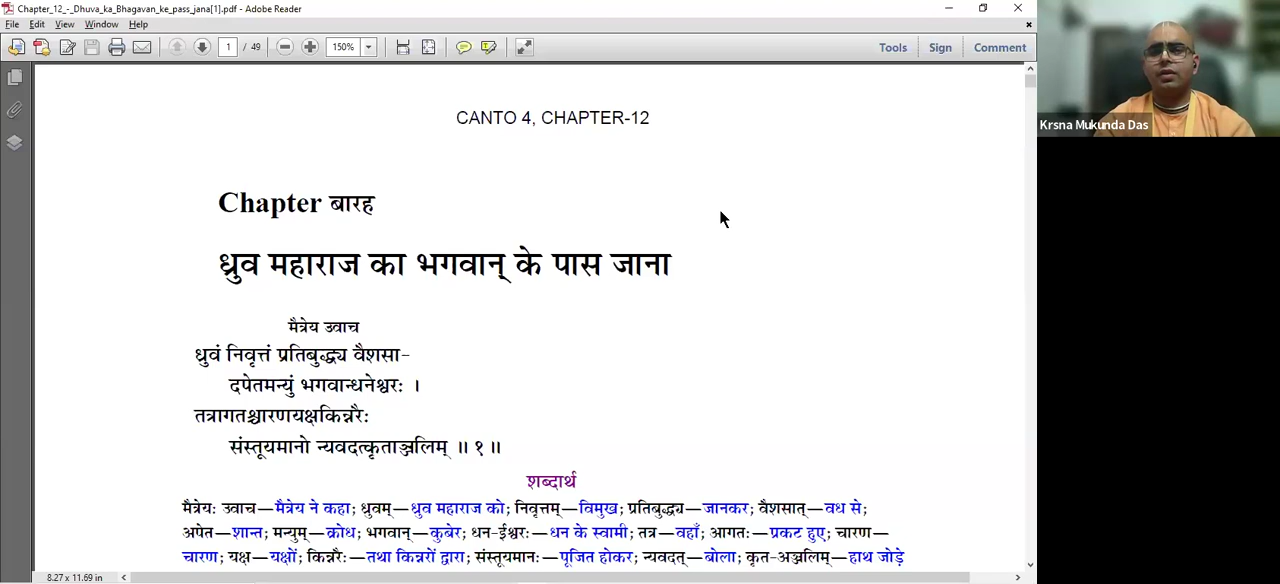 Chapter_12_-_Dhuva_ka_Bhagavan_ke_pass_jana[1].pdf - Adobe Reader
File Edit View Window Help
1 / 49 150% Tools Sign Comment
Krsna Mukunda Das
CANTO 4, CHAPTER-12
Chapter बारह
ध्रुव महाराज का भगवान् के पास जाना
मैत्रेय उवाच
ध्रुवं निवृत्तं प्रतिबुद्ध्य वैशसा-
दपेतमन्युं भगवान्धनेश्वरः ।
तत्रागतश्चारणयक्षकिन्नरैः
संस्तूयमानो न्यवदत्कृताञ्जलिम् ॥ १॥
शब्दार्थ
मैत्रेयः उवाच—मैत्रेय ने कहा; ध्रुवम्—ध्रुव महाराज को; निवृत्तम्—विमुख; प्रतिबुद्ध्य—जानकर; वैशसात्—वध से;
अपेत—शान्त; मन्युम्—क्रोध; भगवान्—कुबेर; धन-ईश्वरः—धन के स्वामी; तत्र—वहाँ; आगतः—प्रकट हुए; चारण—
चारण; यक्ष—यक्षों; किन्नरैः—तथा किन्नरों द्वारा; संस्तूयमानः—पूजित होकर; न्यवदत्—बोला; कृत-अञ्जलिम्—हाथ जोड़े
8.27 x 11.69 in